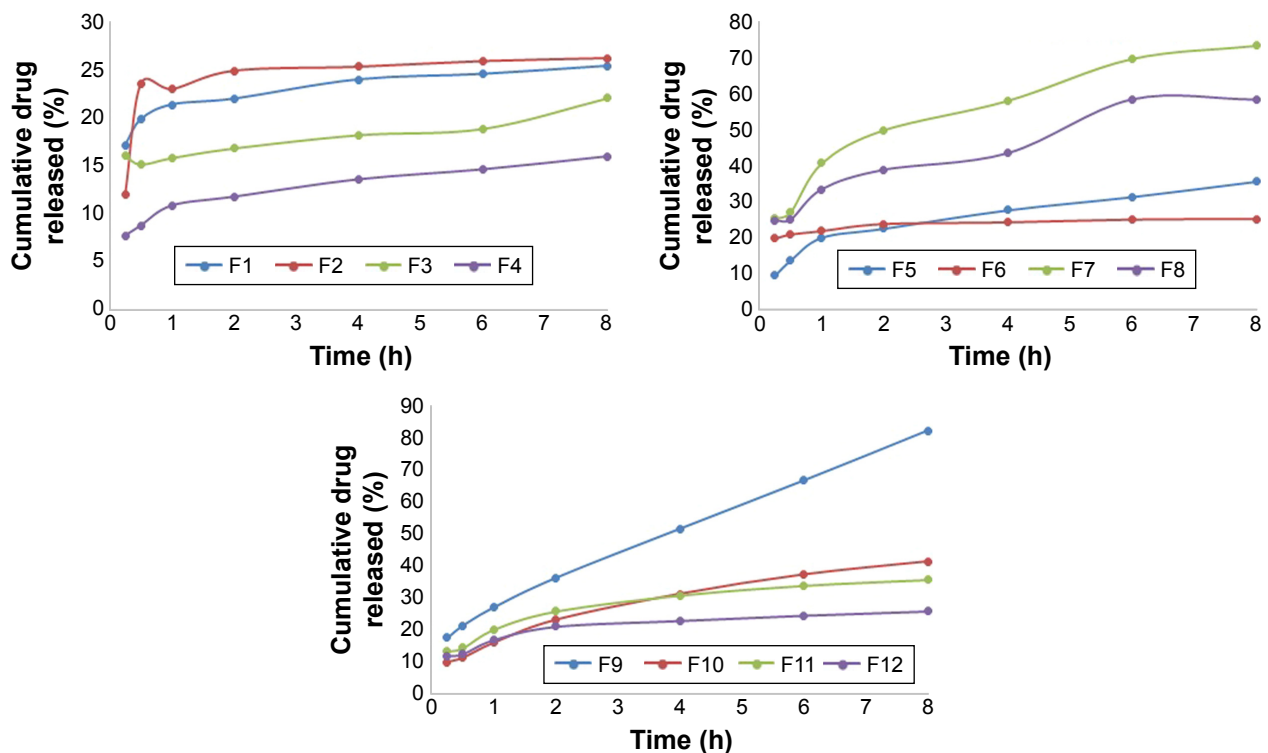 Cumulative drug
released (%)
30
25
20
15
10
5
0
F1 F2 F3 F4
0 1 2 3 4 5 6 7 8
Time (h)
Cumulative drug
released (%)
80
70
60
50
40
30
20
10
0
F5 F6 F7 F8
0 1 2 3 4 5 6 7 8
Time (h)
Cumulative drug
released (%)
90
80
70
60
50
40
30
20
10
0
F9 F10 F11 F12
0 1 2 3 4 5 6 7 8
Time (h)